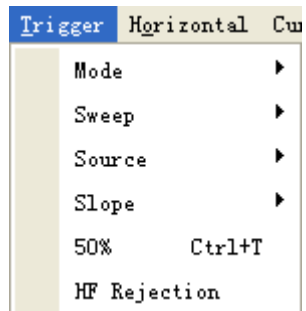 Trigger Horizontal Cu
Mode
Sweep
Source
Slope
50% Ctrl+T
HF Rejection